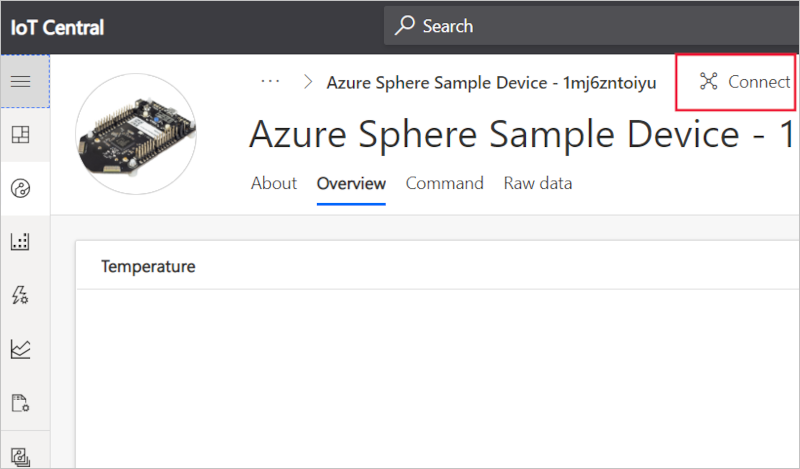 IoT Central
Search
··· > Azure Sphere Sample Device - 1mj6zntoiyu
Connect
Azure Sphere Sample Device - 1
About Overview Command Raw data
Temperature